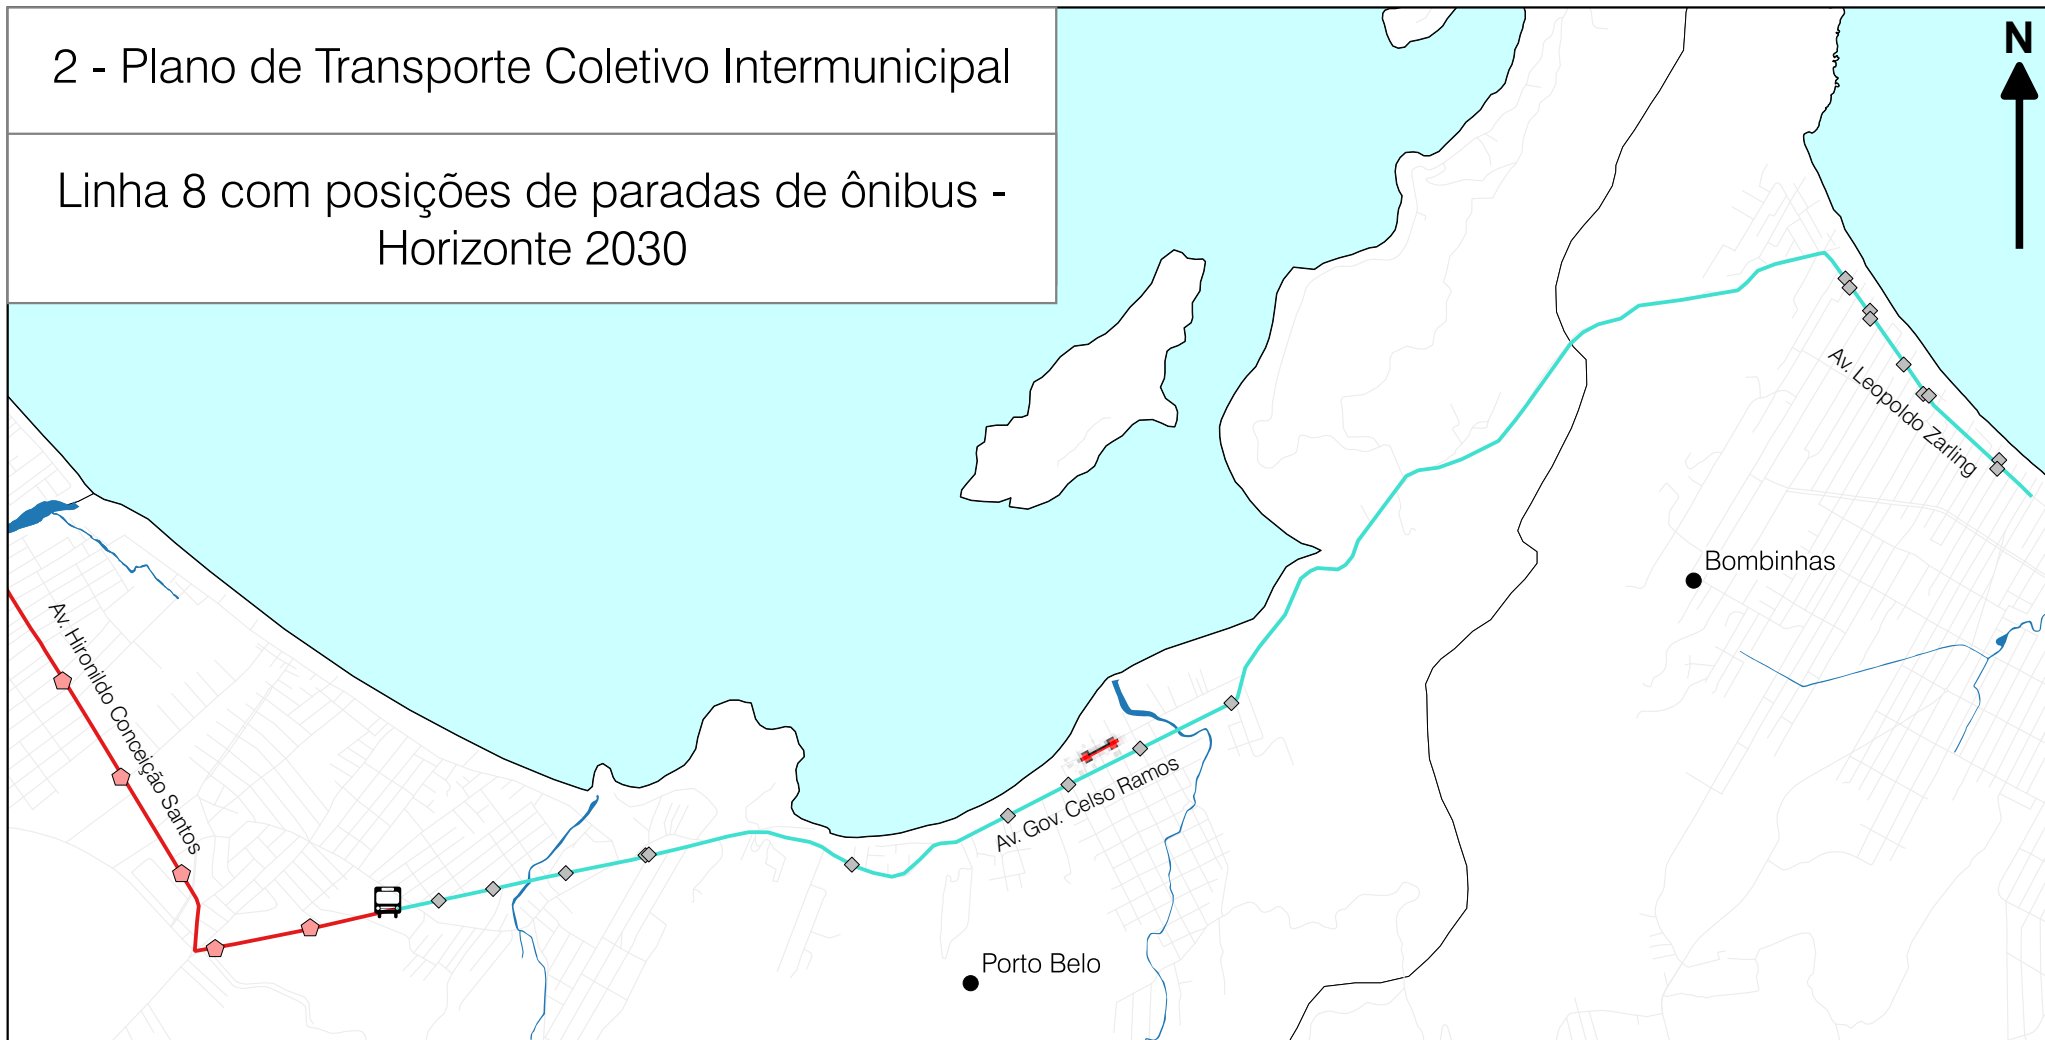 2 - Plano de Transporte Coletivo Intermunicipal
Linha 8 com posições de paradas de ônibus -
Horizonte 2030
N
Av. Leopoldo Zarling
Bombinhas
Av. Hironildo Conceição Santos
Av. Gov. Celso Ramos
Porto Belo